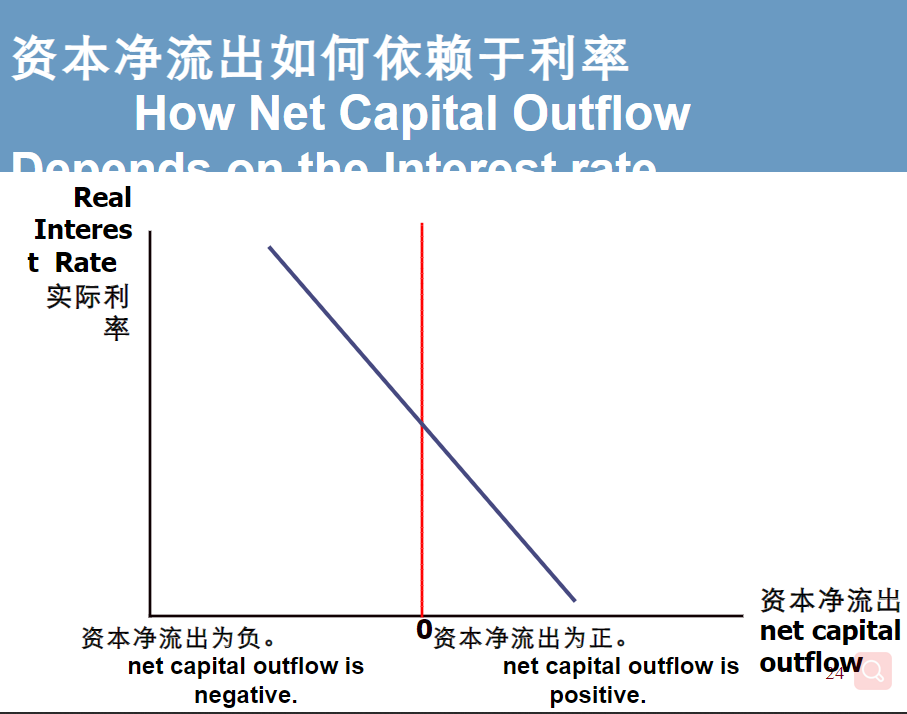 资本净流出如何依赖于利率
How Net Capital Outflow
Depends on the Interest rate
Real
Interes
t Rate
实际利
率
资本净流出
net capital
outflow
0
资本净流出为负。
net capital outflow is
negative.
资本净流出为正。
net capital outflow is
positive.
24